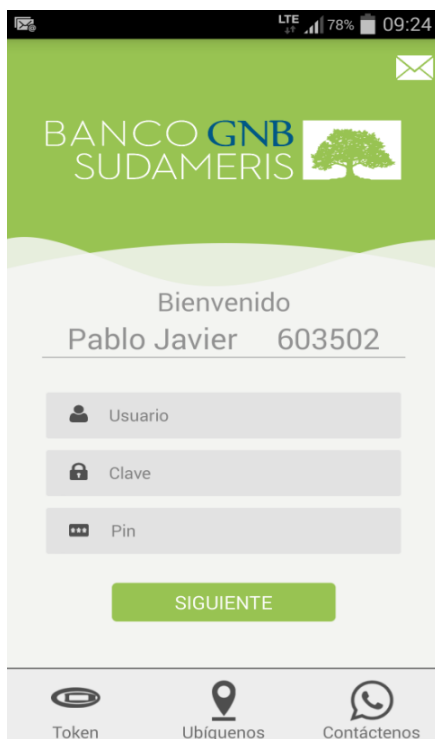 LTE 78% 09:24
BANCO GNB
SUDAMERIS
Bienvenido
Pablo Javier 603502
Usuario
Clave
Pin
SIGUIENTE
Token Ubíquenos Contáctenos